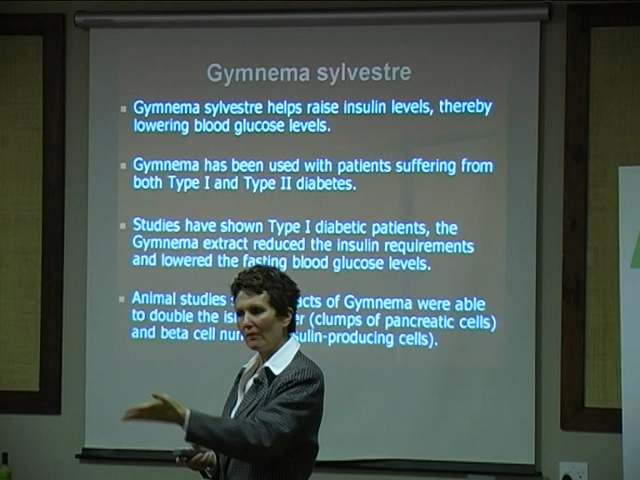 Gymnema sylvestre
Gymnema sylvestre helps raise insulin levels, thereby
lowering blood glucose levels.
Gymnema has been used with patients suffering from
both Type I and Type II diabetes.
Studies have shown Type I diabetic patients, the
Gymnema extract reduced the insulin requirements
and lowered the fasting blood glucose levels.
Animal studies acts of Gymnema were able
to double the (clumps of pancreatic cells)
and beta cell sulin-producing cells).